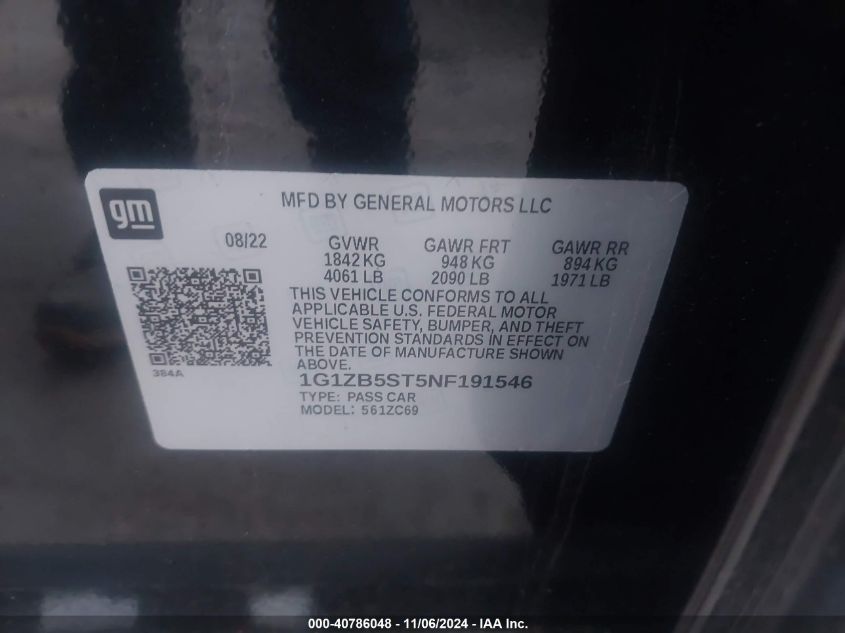 gm
MFD BY GENERAL MOTORS LLC
08/22 GVWR GAWR FRT GAWR RR
1842 KG 948 KG 894 KG
4061 LB 2090 LB 1971 LB
THIS VEHICLE CONFORMS TO ALL
APPLICABLE U.S. FEDERAL MOTOR
VEHICLE SAFETY, BUMPER, AND THEFT
PREVENTION STANDARDS IN EFFECT ON
THE DATE OF MANUFACTURE SHOWN
ABOVE.
384A
1G1ZB5ST5NF191546
TYPE: PASS CAR
MODEL: 561ZC69
000-40786048 - 11/06/2024 - IAA Inc.